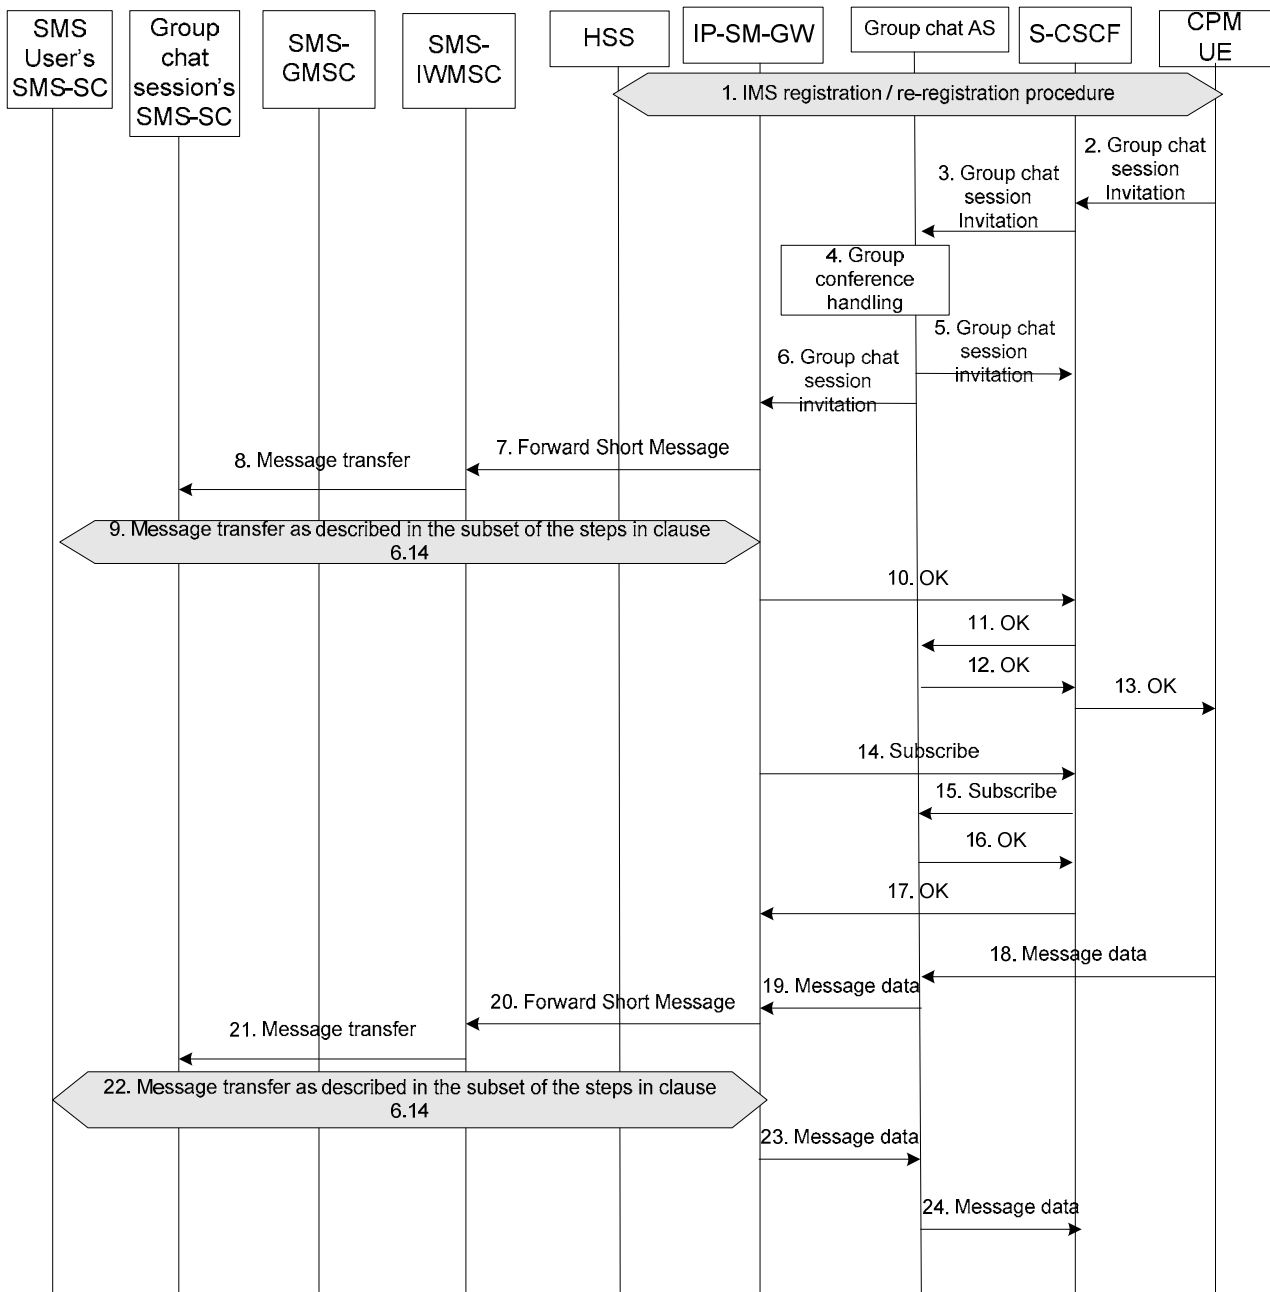 SMS
User's
SMS-SC
Group
chat
session's
SMS-SC
SMS-
GMSC
SMS-
IWMSC
HSS
IP-SM-GW
Group chat AS
S-CSCF
CPM
UE
1. IMS registration / re-registration procedure
2. Group chat
session
Invitation
3. Group chat
session
Invitation
4. Group
conference
handling
5. Group chat
session
invitation
6. Group chat
session
invitation
7. Forward Short Message
8. Message transfer
9. Message transfer as described in the subset of the steps in clause
6.14
10. OK
11. OK
12. OK
13. OK
14. Subscribe
15. Subscribe
16. OK
17. OK
18. Message data
19. Message data
20. Forward Short Message
21. Message transfer
22. Message transfer as described in the subset of the steps in clause
6.14
23. Message data
24. Message data